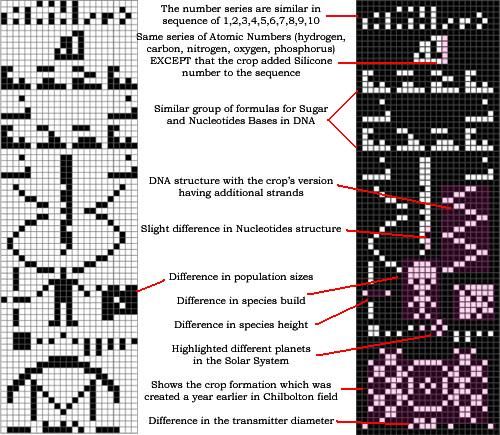 The number series are similar in
sequence of 1,2,3,4,5,6,7,8,9,10
Same series of Atomic Numbers (hydrogen,
carbon, nitrogen, oxygen, phosphorus)
EXCEPT that the crop added Silicone
number to the sequence
Similar group of formulas for Sugar
and Nucleotides Bases in DNA
DNA structure with the crop's version
having additional strands
Slight difference in Nucleotides structure
Difference in population sizes
Difference in species build
Difference in species height
Highlighted different planets
in the Solar System
Shows the crop formation which was
created a year earlier in Chilbolton field
Difference in the transmitter diameter